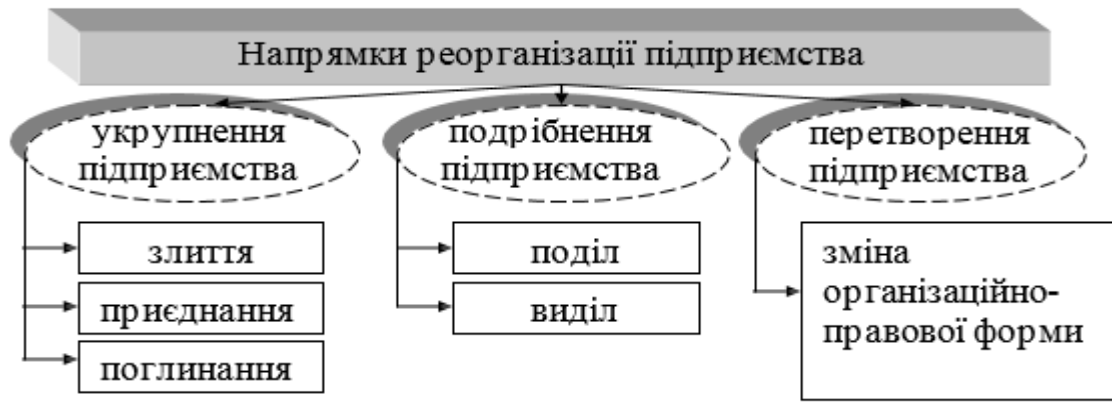 Напрямки реорганізації підприємства
укрупнення
підприємства
злиття
приєднання
поглинання
подрібнення
підприємства
поділ
виділ
перетворення
підприємства
зміна
організаційно-
правової форми